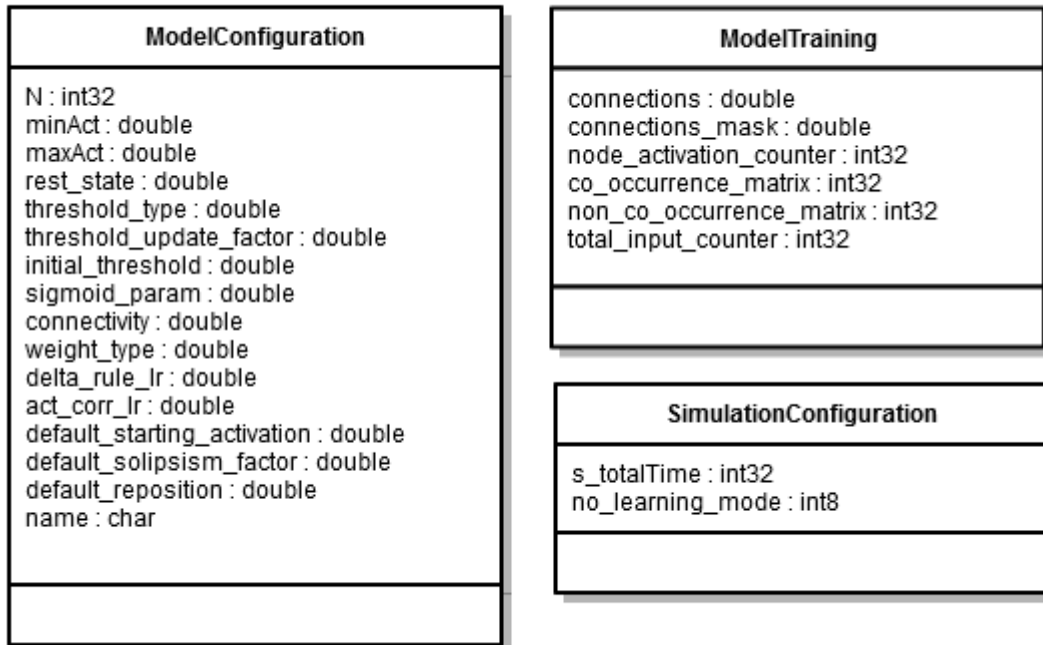 ModelConfiguration
N : int32
minAct : double
maxAct : double
rest_state : double
threshold_type : double
threshold_update_factor : double
initial_threshold : double
sigmoid_param : double
connectivity : double
weight_type : double
delta_rule_lr : double
act_corr_lr : double
default_starting_activation : double
default_solipsism_factor : double
default_reposition : double
name : char
ModelTraining
connections : double
connections_mask : double
node_activation_counter : int32
co_occurrence_matrix : int32
non_co_occurrence_matrix : int32
total_input_counter : int32
SimulationConfiguration
s_totalTime : int32
no_learning_mode : int8